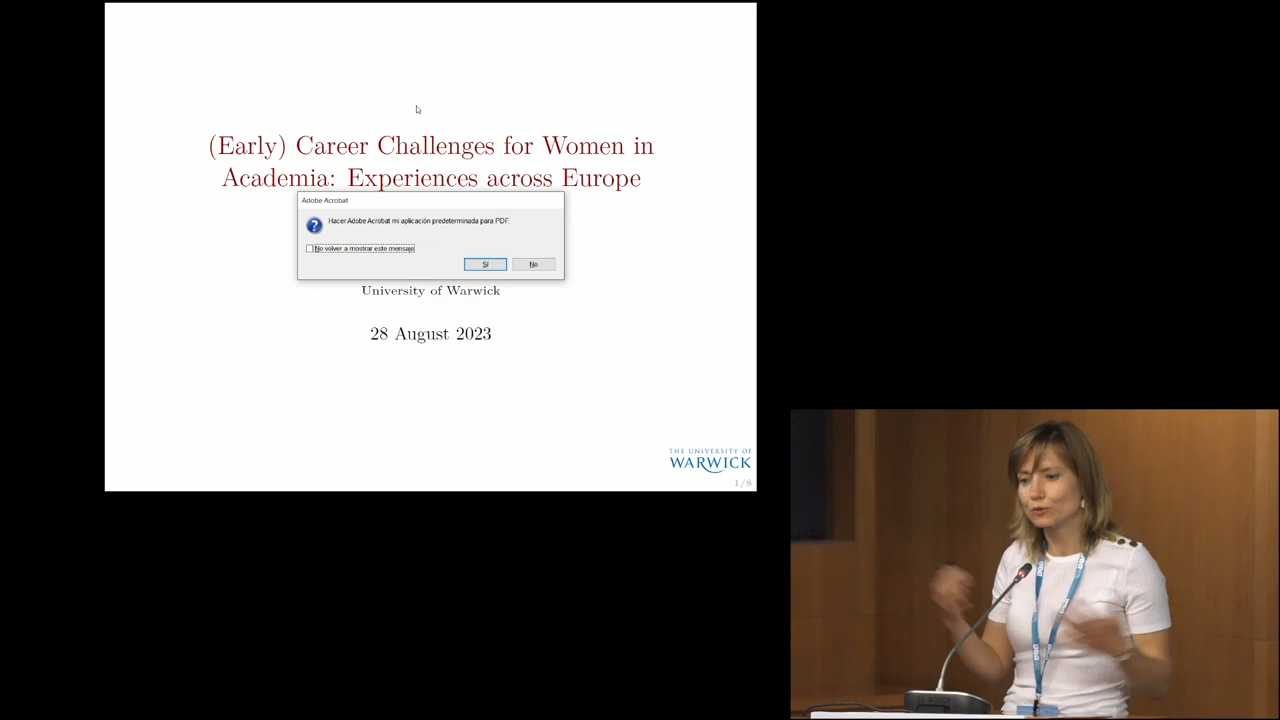 (Early) Career Challenges for Women in
Academia: Experiences across Europe
Adobe Acrobat
Hacer Adobe Acrobat mi aplicación predeterminada para PDF.
No volver a mostrar este mensaje
Sí
No
University of Warwick
28 August 2023
THE UNIVERSITY OF
WARWICK
1/8
BOSCH